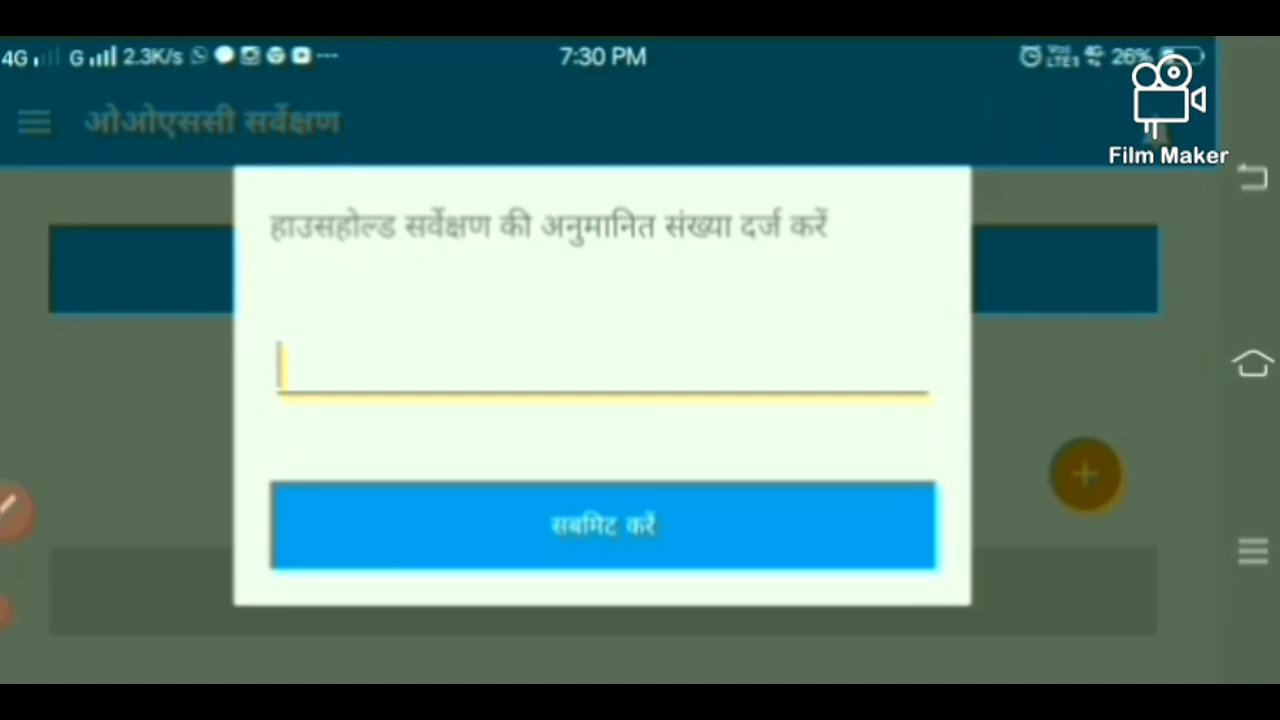 4G G 2.3K/s 7:30 PM 26%
Film Maker
ओओएससी सर्वेक्षण
हाउसहोल्ड सर्वेक्षण की अनुमानित संख्या दर्ज करें
सबमिट करें